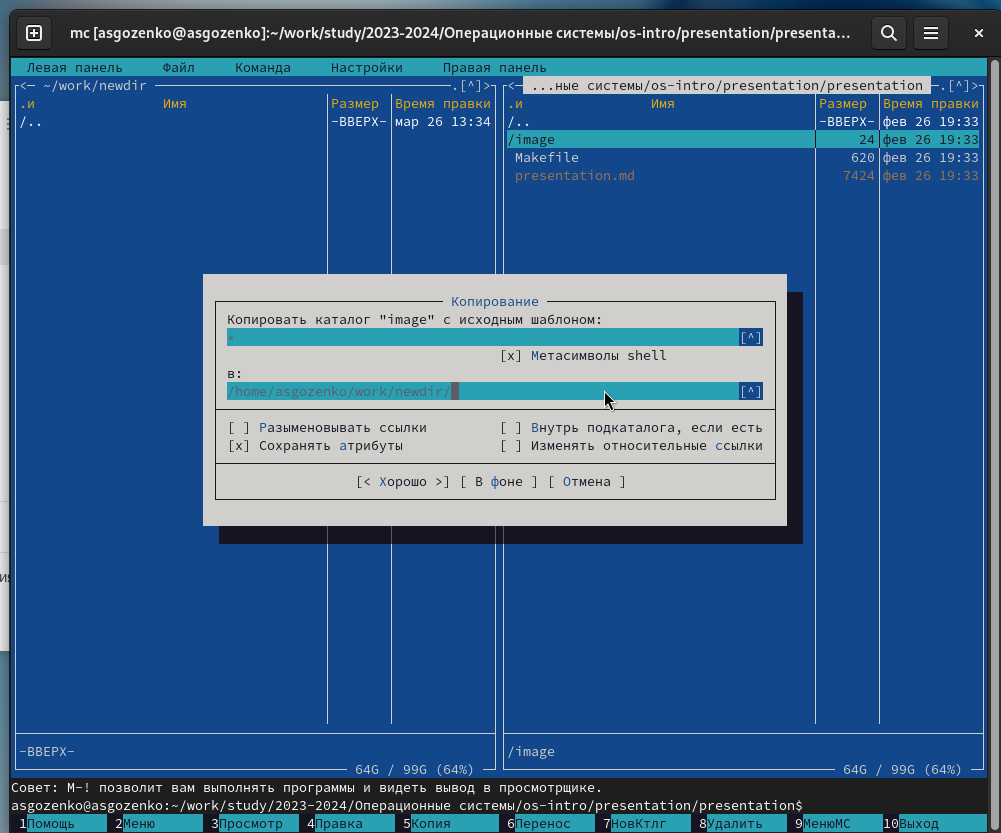 mc [asgozenko@asgozenko]:~/work/study/2023-2024/Операционные системы/os-intro/presentation/presenta...
Левая панель Файл Команда Настройки Правая панель
<— ~/work/newdir .[^]>
.и Имя Размер Время правки
/.. -ВВЕРХ- мар 26 13:34
<— ...ные системы/os-intro/presentation/presentation .[^]>
.и Имя Размер Время правки
/.. -ВВЕРХ- фев 26 19:33
/image 24 фев 26 19:33
Makefile 620 фев 26 19:33
presentation.md 7424 фев 26 19:33
Копирование
Копировать каталог "image" с исходным шаблоном:
* [^]
[x] Метасимволы shell
в:
/home/asgozenko/work/newdir/ [^]
[ ] Разыменовывать ссылки [ ] Внутрь подкаталога, если есть
[x] Сохранять атрибуты [ ] Изменять относительные ссылки
[< Хорошо >] [ В фоне ] [ Отмена ]
-ВВЕРХ-
64G / 99G (64%)
/image
64G / 99G (64%)
Совет: M-! позволит вам выполнять программы и видеть вывод в просмотрщике.
asgozenko@asgozenko:~/work/study/2023-2024/Операционные системы/os-intro/presentation/presentation$
1Помощь 2Меню 3Просмотр 4Правка 5Копия 6Перенос 7НовКтлг 8Удалить 9МенюMC 10Выход